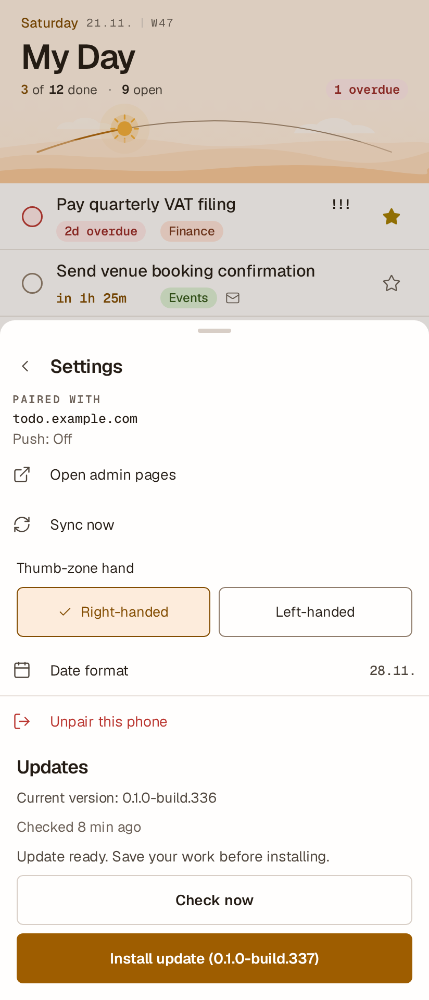 Saturday 21.11. | W47
My Day
3 of 12 done · 9 open
1 overdue
Pay quarterly VAT filing !!!
2d overdue Finance
Send venue booking confirmation
in 1h 25m Events
Settings
PAIRED WITH
todo.example.com
Push: Off
Open admin pages
Sync now
Thumb-zone hand
Right-handed Left-handed
Date format 28.11.
Unpair this phone
Updates
Current version: 0.1.0-build.336
Checked 8 min ago
Update ready. Save your work before installing.
Check now
Install update (0.1.0-build.337)